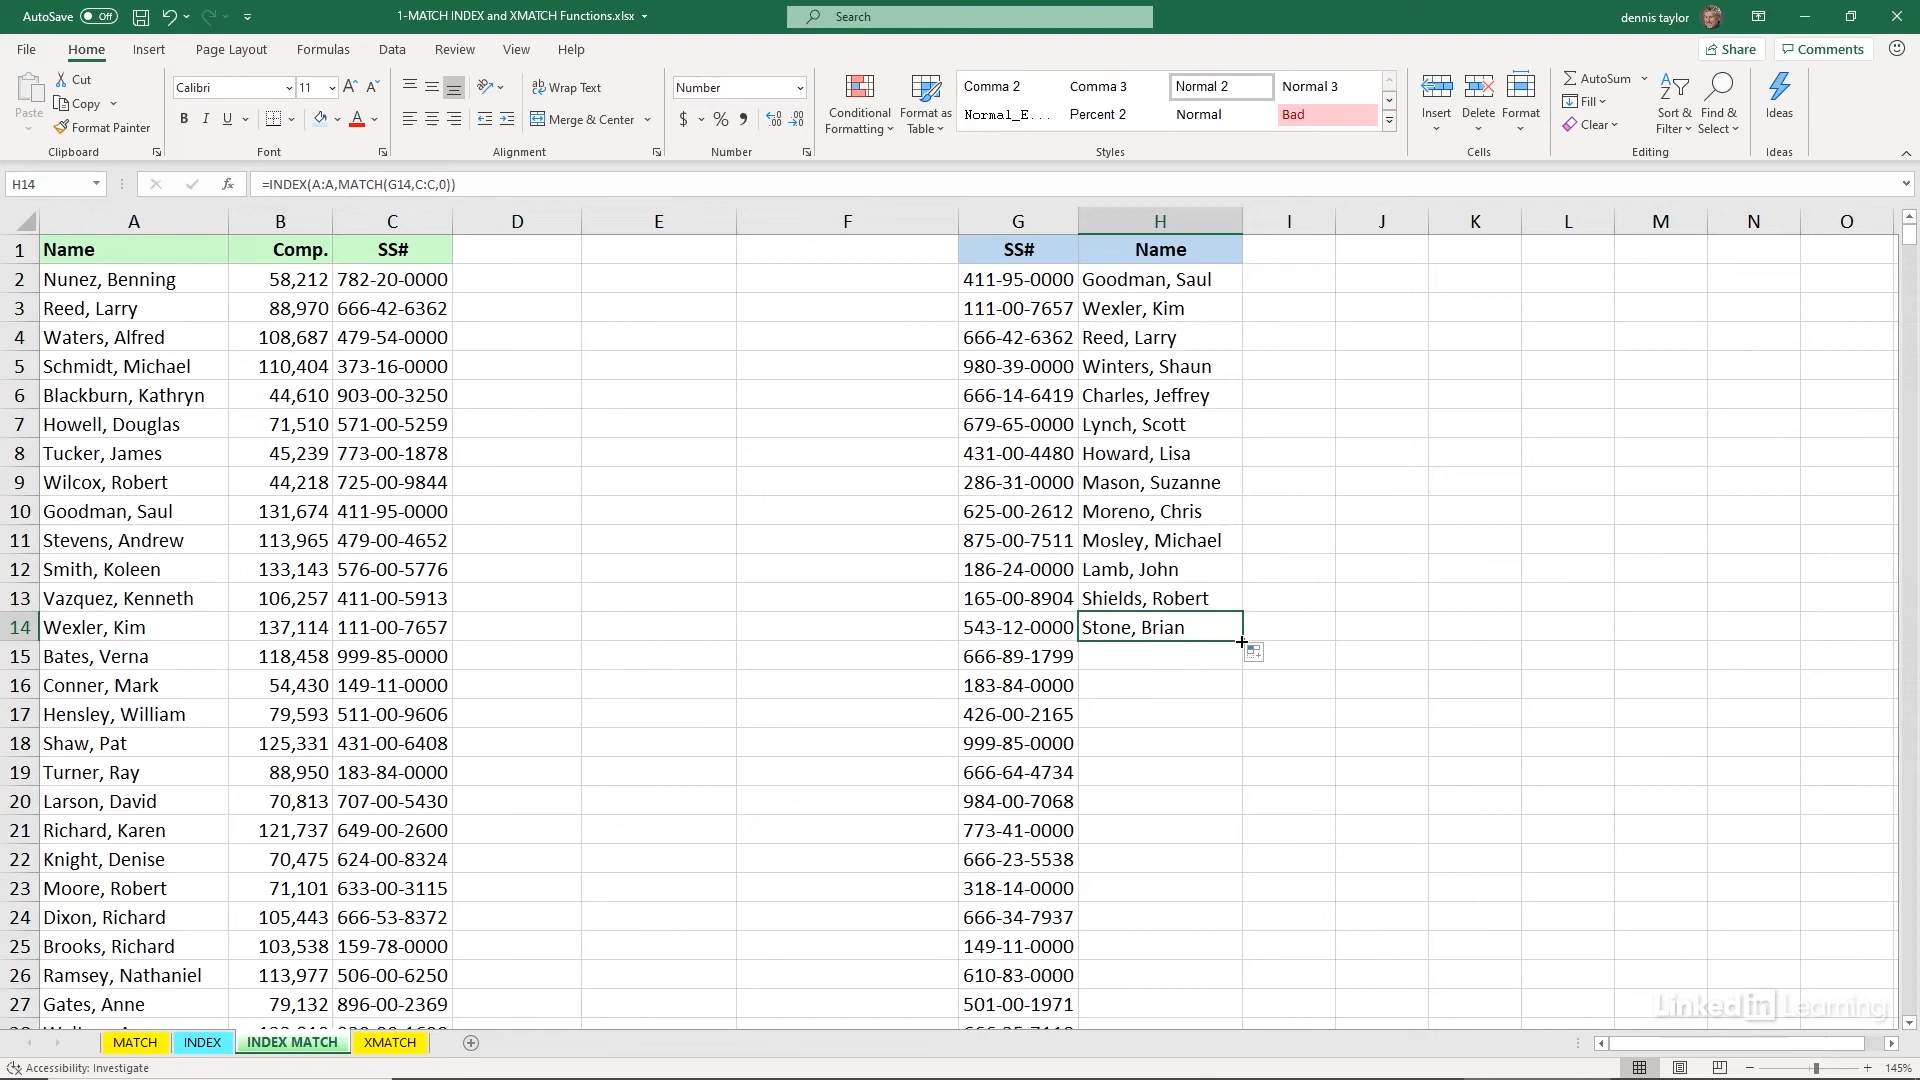 AutoSave Off 1-MATCH INDEX and XMATCH Functions.xlsx Search dennis taylor
File Home Insert Page Layout Formulas Data Review View Help Share Comments
Cut Calibri 11 Wrap Text Number Comma 2 Comma 3 Normal 2 Normal 3 AutoSum
Paste Copy B I U A Merge & Center $ % Conditional Formatting Format as Table Normal_E... Percent 2 Normal Bad Insert Delete Format Fill Sort & Filter Find & Select Ideas
Format Painter Clear
Clipboard Font Alignment Number Styles Cells Editing Ideas
H14 fx =INDEX(A:A,MATCH(G14,C:C,0))
A B C D E F G H I J K L M N O
1 Name Comp. SS# SS# Name
2 Nunez, Benning 58,212 782-20-0000 411-95-0000 Goodman, Saul
3 Reed, Larry 88,970 666-42-6362 111-00-7657 Wexler, Kim
4 Waters, Alfred 108,687 479-54-0000 666-42-6362 Reed, Larry
5 Schmidt, Michael 110,404 373-16-0000 980-39-0000 Winters, Shaun
6 Blackburn, Kathryn 44,610 903-00-3250 666-14-6419 Charles, Jeffrey
7 Howell, Douglas 71,510 571-00-5259 679-65-0000 Lynch, Scott
8 Tucker, James 45,239 773-00-1878 431-00-4480 Howard, Lisa
9 Wilcox, Robert 44,218 725-00-9844 286-31-0000 Mason, Suzanne
10 Goodman, Saul 131,674 411-95-0000 625-00-2612 Moreno, Chris
11 Stevens, Andrew 113,965 479-00-4652 875-00-7511 Mosley, Michael
12 Smith, Koleen 133,143 576-00-5776 186-24-0000 Lamb, John
13 Vazquez, Kenneth 106,257 411-00-5913 165-00-8904 Shields, Robert
14 Wexler, Kim 137,114 111-00-7657 543-12-0000 Stone, Brian
15 Bates, Verna 118,458 999-85-0000 666-89-1799
16 Conner, Mark 54,430 149-11-0000 183-84-0000
17 Hensley, William 79,593 511-00-9606 426-00-2165
18 Shaw, Pat 125,331 431-00-6408 999-85-0000
19 Turner, Ray 88,950 183-84-0000 666-64-4734
20 Larson, David 70,813 707-00-5430 984-00-7068
21 Richard, Karen 121,737 649-00-2600 773-41-0000
22 Knight, Denise 70,475 624-00-8324 666-23-5538
23 Moore, Robert 71,101 633-00-3115 318-14-0000
24 Dixon, Richard 105,443 666-53-8372 666-34-7937
25 Brooks, Richard 103,538 159-78-0000 149-11-0000
26 Ramsey, Nathaniel 113,977 506-00-6250 610-83-0000
27 Gates, Anne 79,132 896-00-2369 501-00-1971
LinkedIn Learning
MATCH INDEX INDEX MATCH XMATCH
Accessibility: Investigate 145%